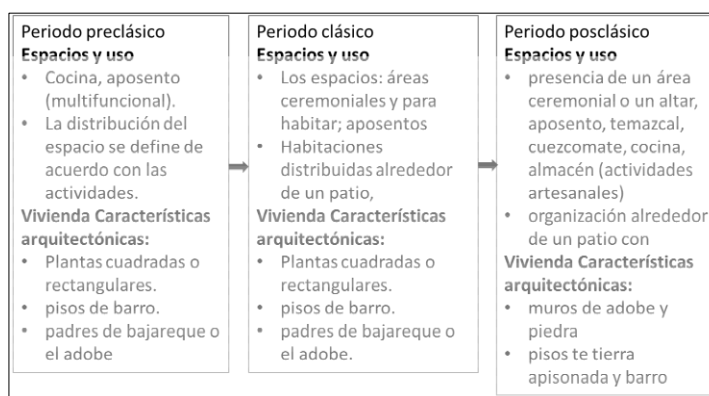 Periodo preclásico
Espacios y uso
• Cocina, aposento
(multifuncional).
• La distribución del
espacio se define de
acuerdo con las
actividades.
Vivienda Características
arquitectónicas:
• Plantas cuadradas o
rectangulares.
• pisos de barro.
• padres de bajareque o
el adobe
Periodo clásico
Espacios y uso
• Los espacios: áreas
ceremoniales y para
habitar; aposentos
• Habitaciones
distribuidas alrededor
de un patio,
Vivienda Características
arquitectónicas:
• Plantas cuadradas o
rectangulares.
• pisos de barro.
• padres de bajareque o
el adobe.
Periodo posclásico
Espacios y uso
• presencia de un área
ceremonial o un altar,
aposento, temazcal,
cuezcomate, cocina,
almacén (actividades
artesanales)
• organización alrededor
de un patio con
Vivienda Características
arquitectónicas:
• muros de adobe y
piedra
• pisos te tierra
apisonada y barro